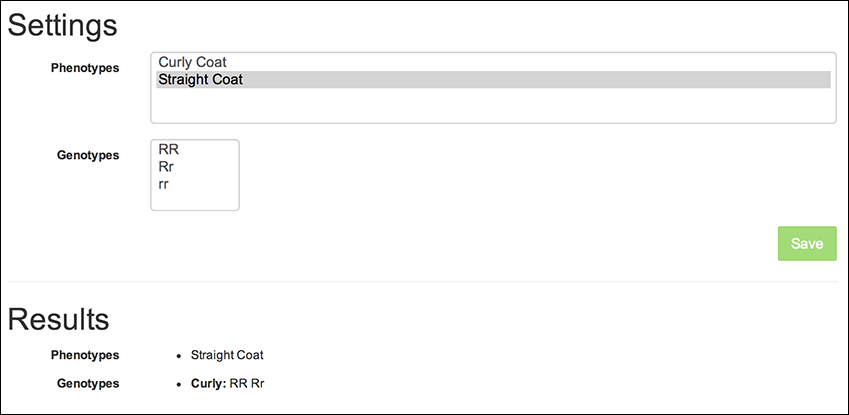 Settings
Phenotypes
Curly Coat
Straight Coat
Genotypes
RR
Rr
rr
Save
Results
Phenotypes • Straight Coat
Genotypes • Curly: RR Rr